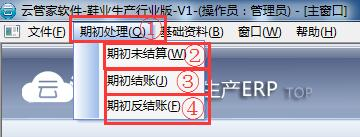 云管家软件-鞋业生产行业版-V1-(操作员：管理员) - [主窗口]
文件(F) 期初处理(Q) ① 基础资料(B) 窗口(W) 帮助(H)
期初未结算(W) ②
期初结账(J) ③
期初反结账(F) ④
云 生产ERP TOP